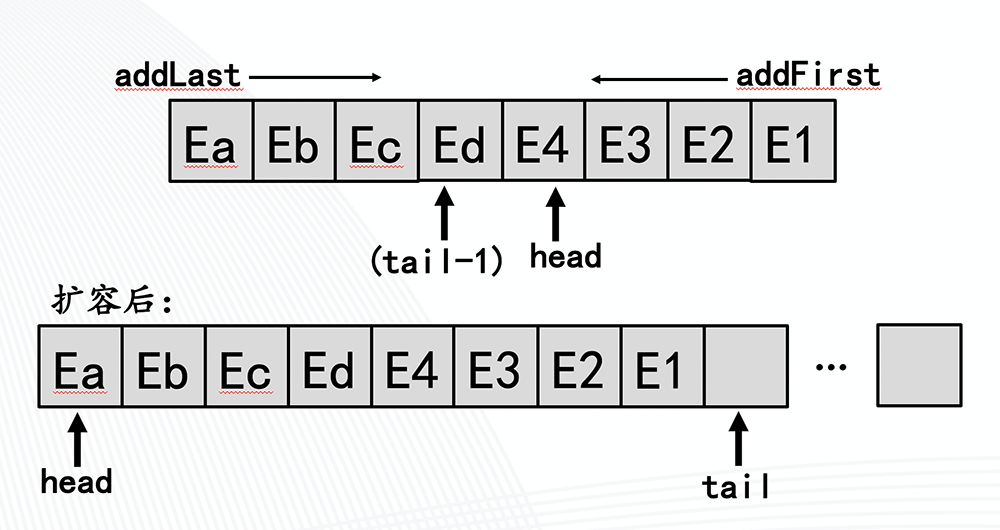 addLast addFirst
Ea Eb Ec Ed E4 E3 E2 E1
(tail-1) head
扩容后：
Ea Eb Ec Ed E4 E3 E2 E1 …
head tail